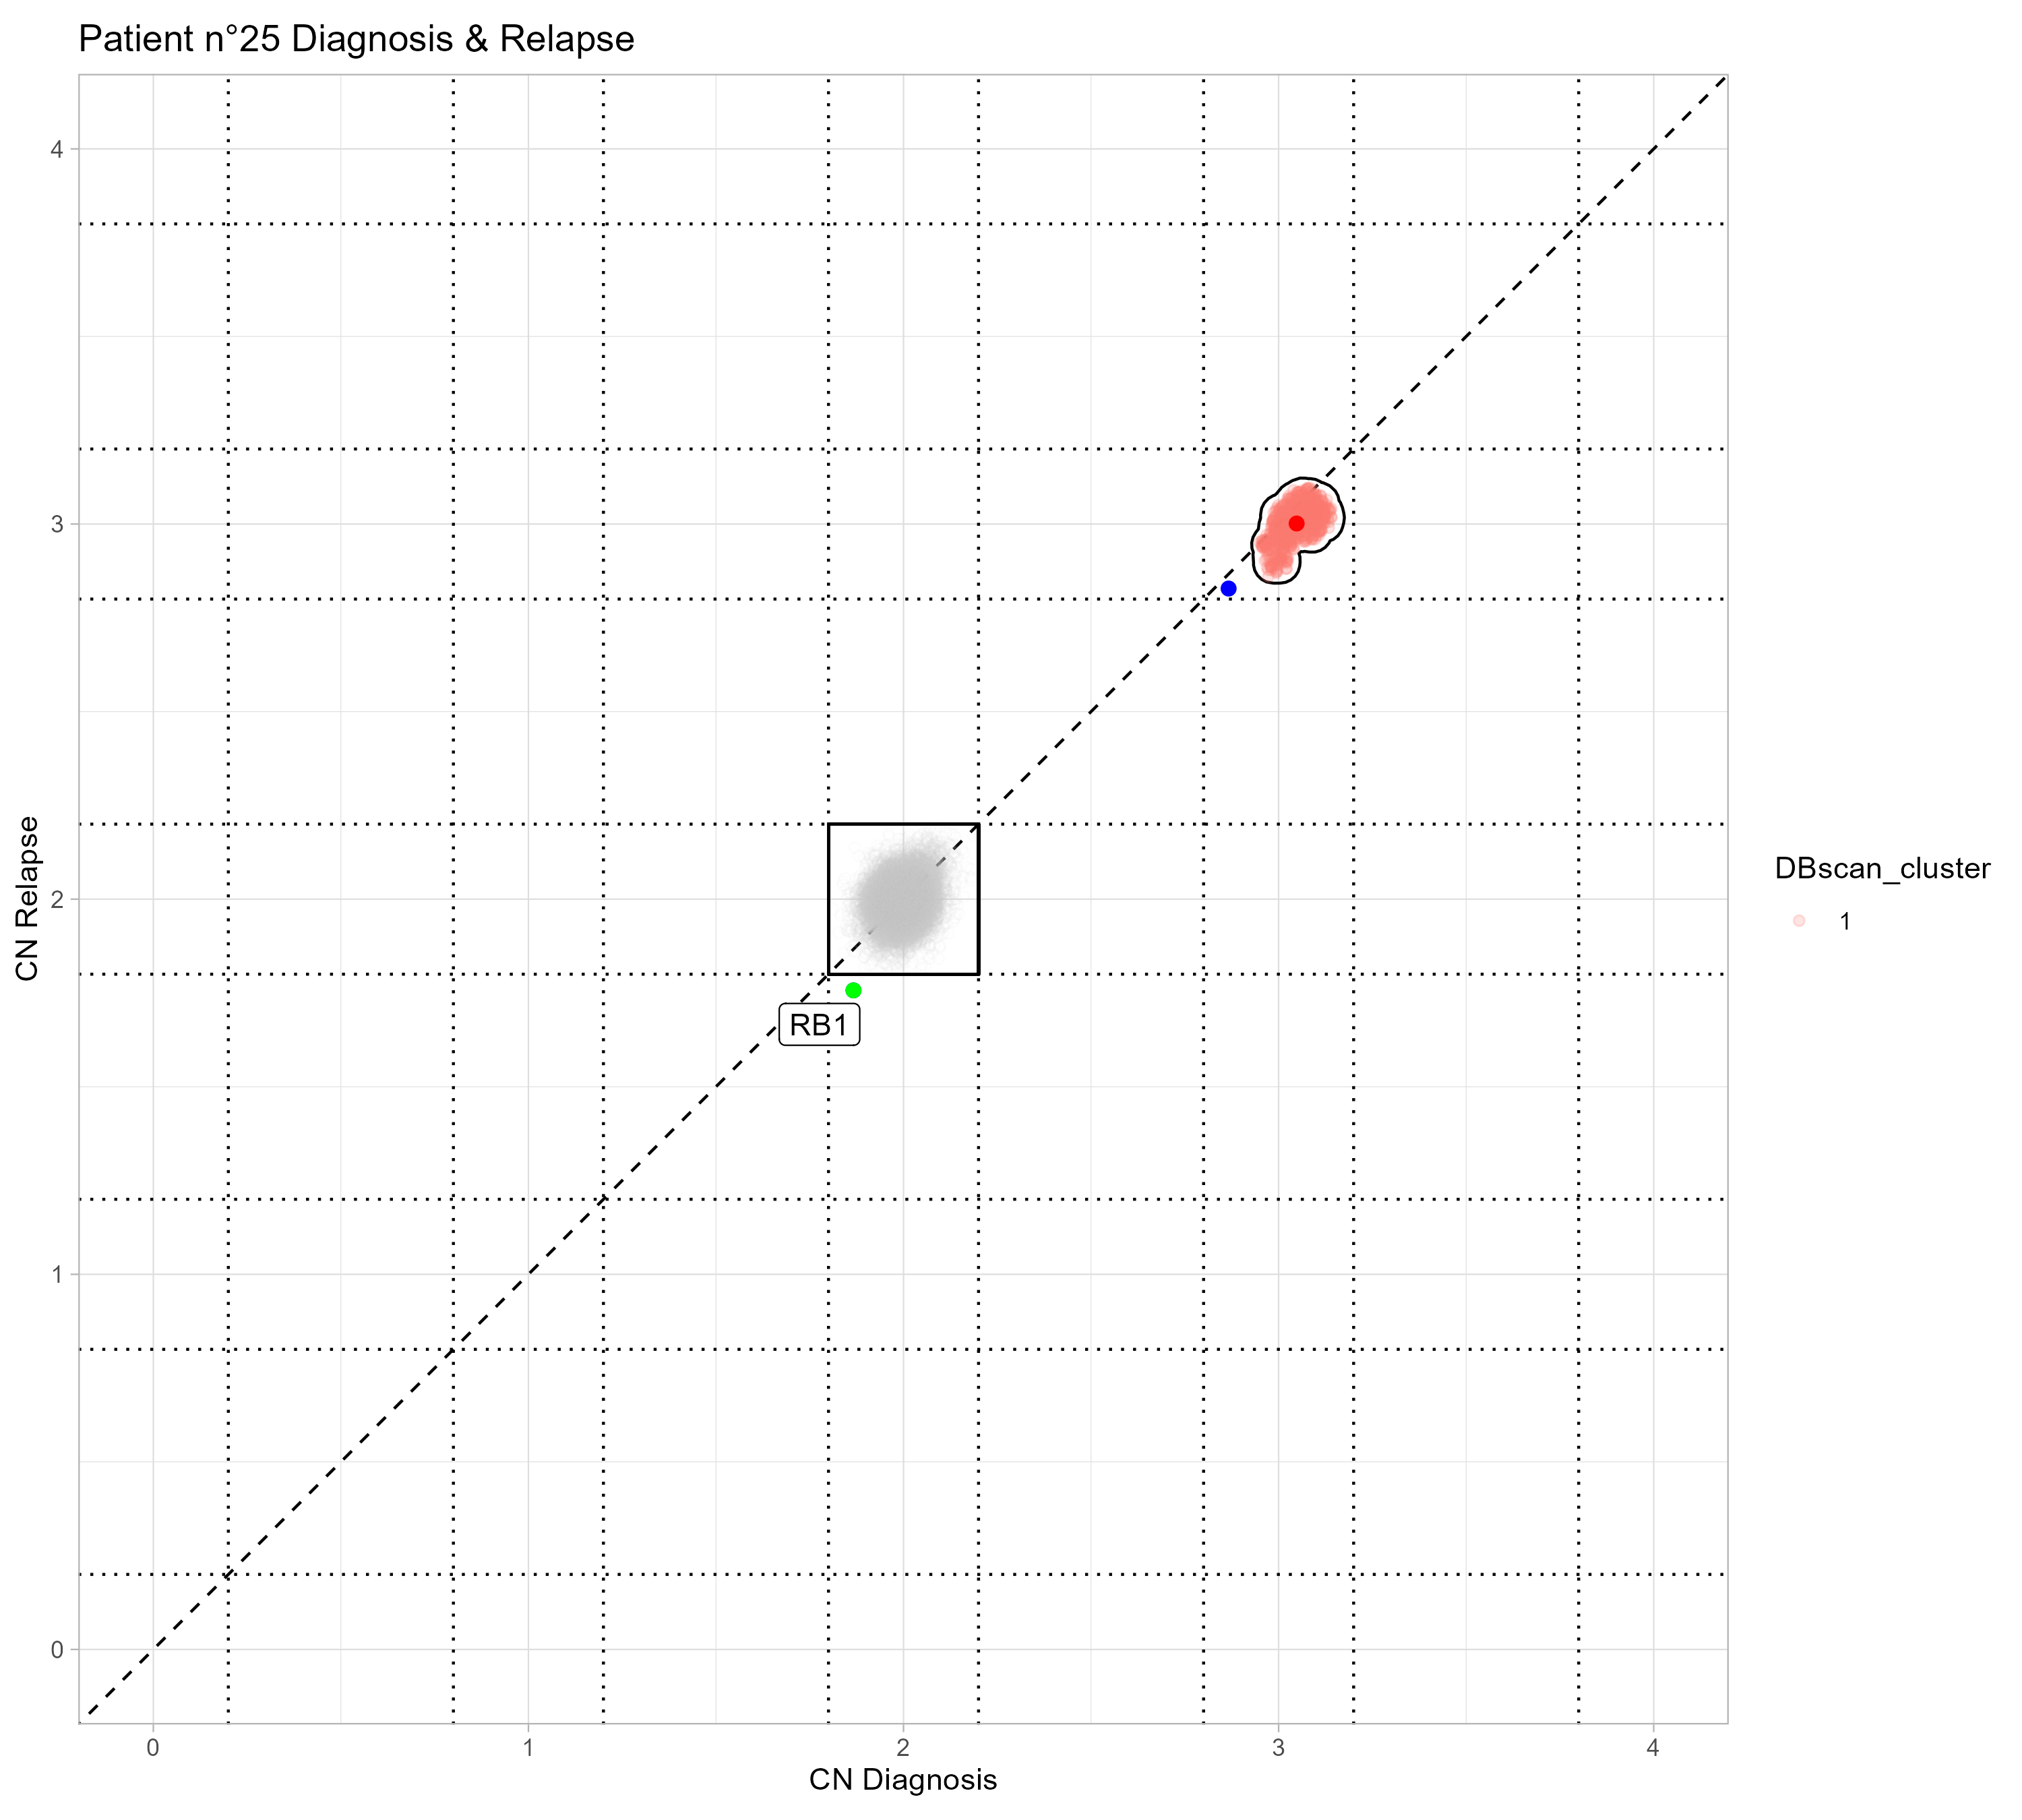 Patient n°25 Diagnosis & Relapse
4
3
2
1
0
CN Relapse
RB1
0 1 2 3 4
CN Diagnosis
DBscan_cluster
1